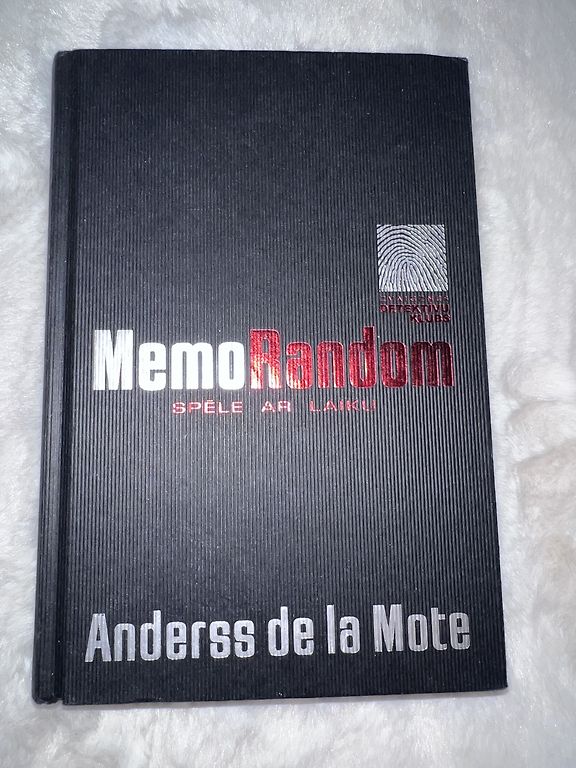 DETEKTĪVU
KLUBS
MemoRandom
SPĒLE AR LAIKU
Anderss de la Mote